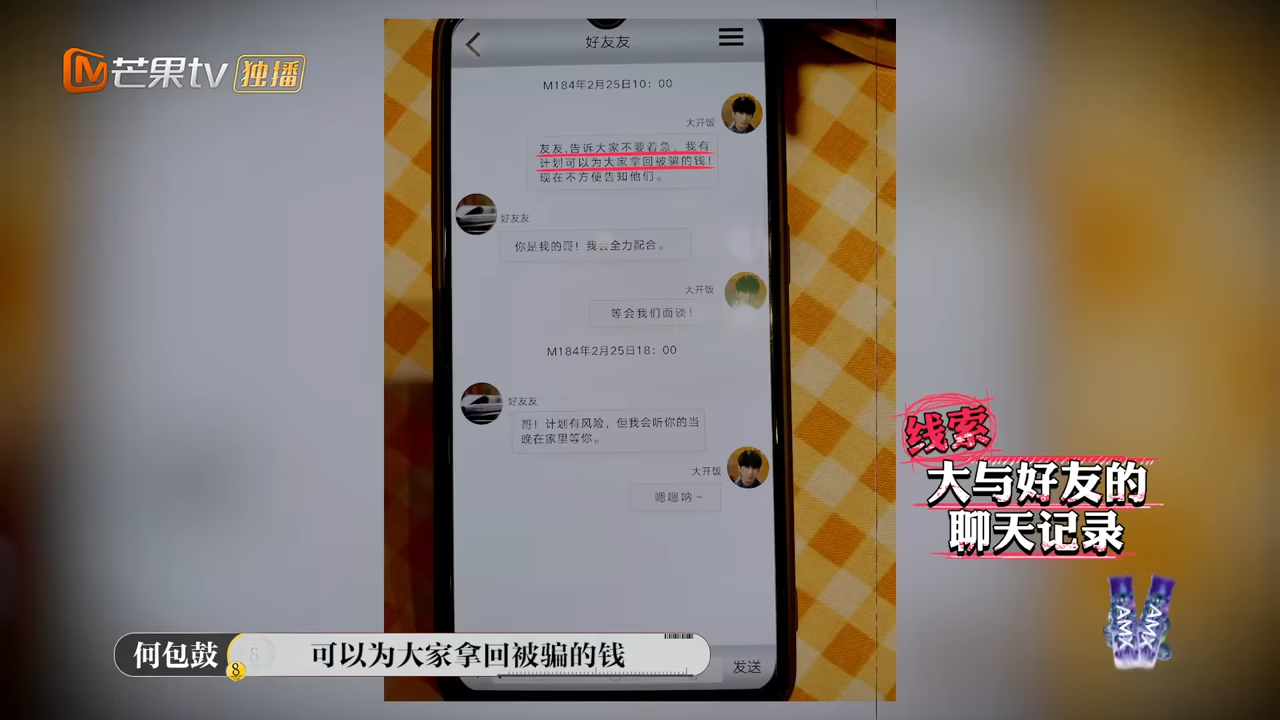 芒果tv 独播
好友友
M184年2月25日10：00
大开饭
友友,告诉大家不要着急，我有
计划可以为大家拿回被骗的钱！
现在不方便告知他们。
好友友
你是我的哥！我会全力配合。
大开饭
等会我们面谈！
M184年2月25日18：00
好友友
哥！计划有风险，但我会听你的当
晚在家里等你。
大开饭
嗯嗯呐~
发送
线索
大与好友的
聊天记录
AMX
AMX
何包鼓
8
8
可以为大家拿回被骗的钱